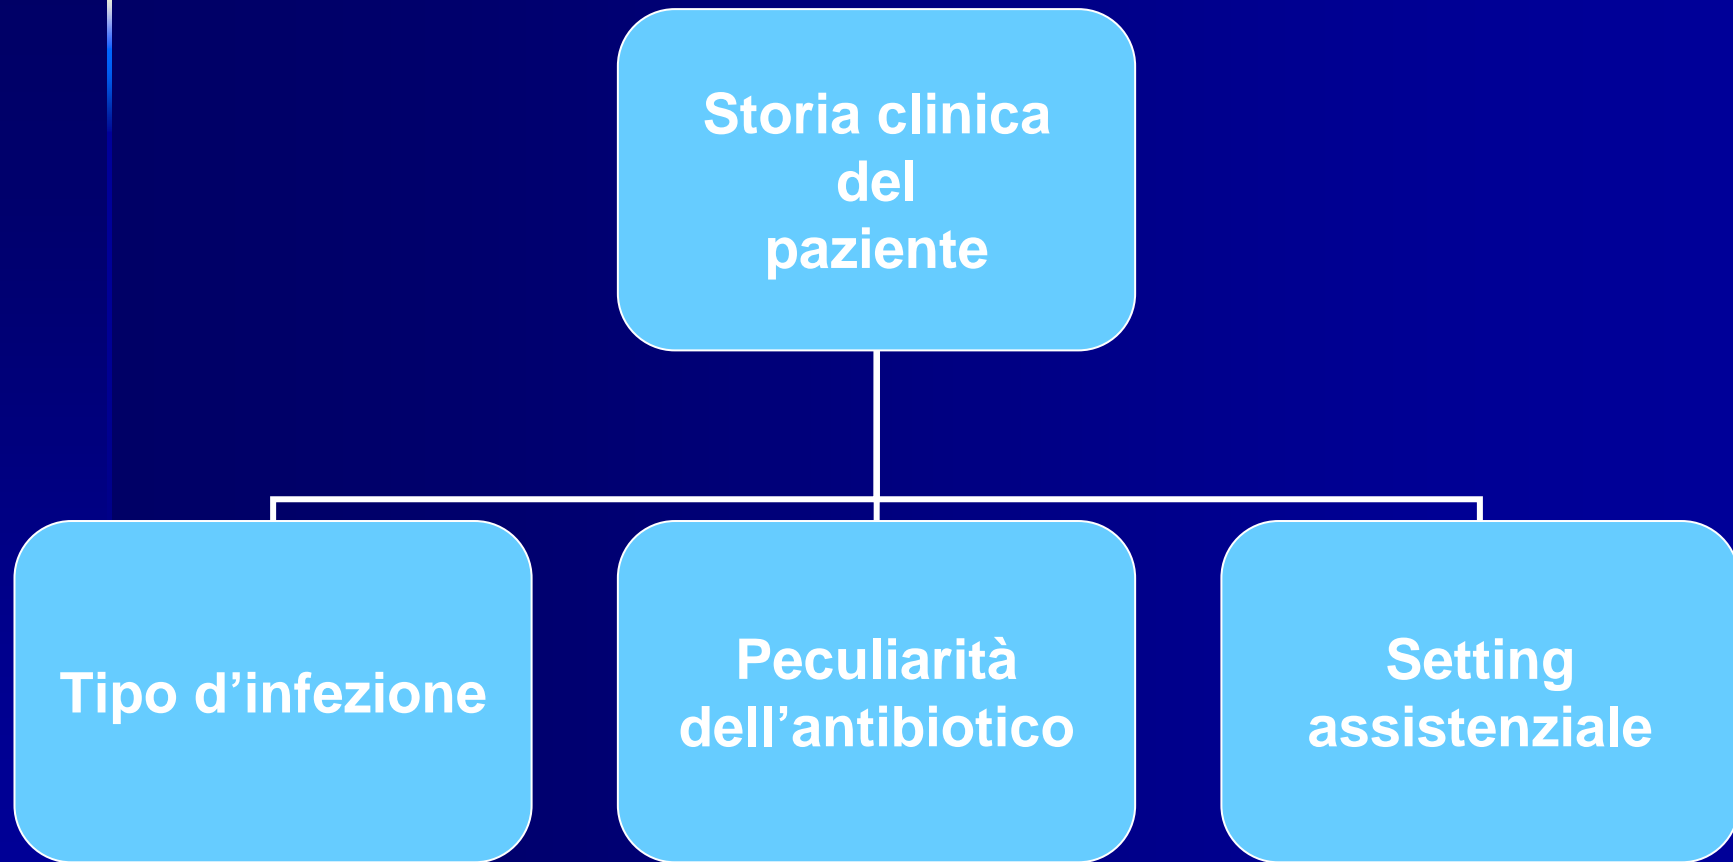 Storia clinica
del
paziente
Tipo d’infezione
Peculiarità
dell’antibiotico
Setting
assistenziale